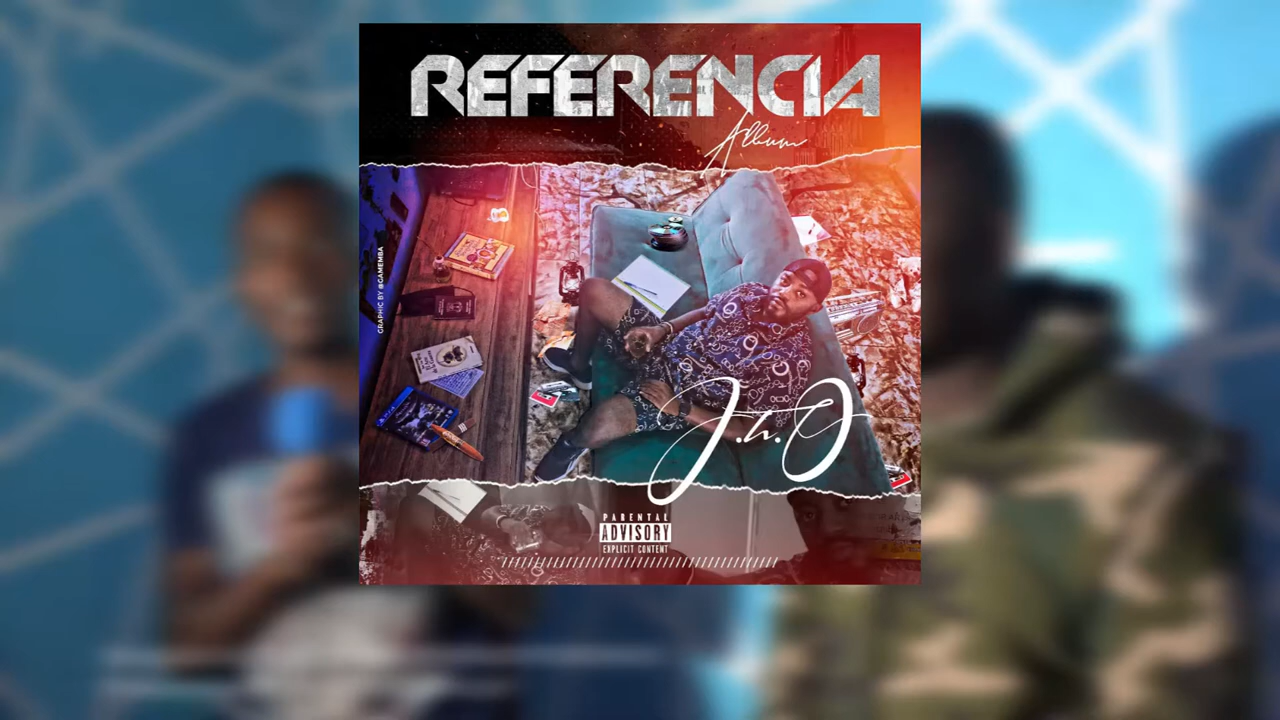 REFERENCIA
Album
GRAPHIC BY @GAMEMBA
J.h.O
PARENTAL
ADVISORY
EXPLICIT CONTENT